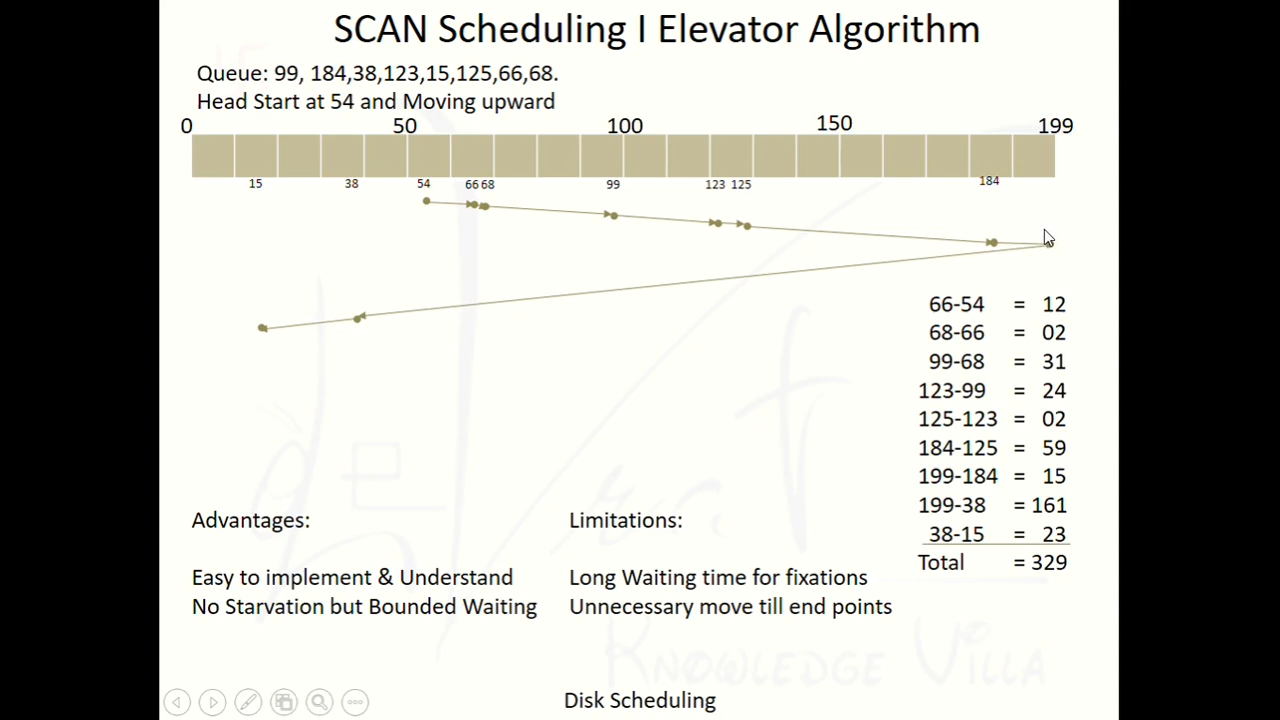 SCAN Scheduling I Elevator Algorithm
Queue: 99, 184,38,123,15,125,66,68.
Head Start at 54 and Moving upward
0 50 100 150 199
15 38 54 66 68 99 123 125 184
66-54 = 12
68-66 = 02
99-68 = 31
123-99 = 24
125-123 = 02
184-125 = 59
199-184 = 15
199-38 = 161
38-15 = 23
Total = 329
Advantages:
Easy to implement & Understand
No Starvation but Bounded Waiting
Limitations:
Long Waiting time for fixations
Unnecessary move till end points
KNOWLEDGE VILLA
Disk Scheduling